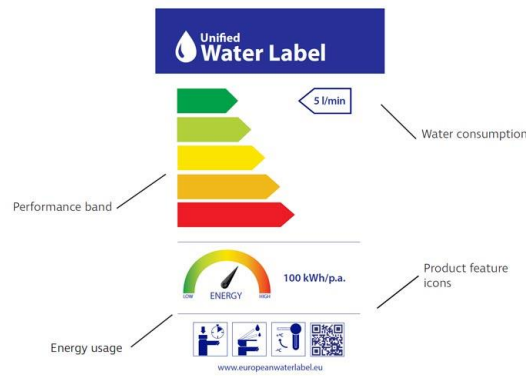 Unified
Water Label
5 l/min
Water consumption
Performance band
100 kWh/p.a.
LOW
ENERGY
HIGH
Product feature
icons
Energy usage
www.europeanwaterlabel.eu